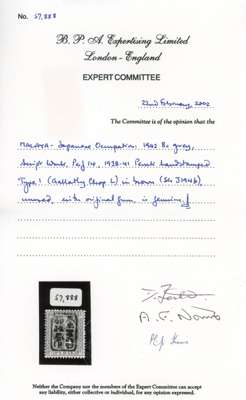 No. 57,888
B. P. A. Expertising Limited
London - England
EXPERT COMMITTEE
22nd February, 2002
The Committee is of the opinion that the
Malaya - Japanese Occupation 1942 8c grey,
Script Wmk, Perf 14, 1938-41 Perak handstamped
Type 1 (Gallatly Chop L) in brown (SG J194b)
unused, with original gum, is genuine.
57,888
Neither the Company nor the members of the Expert Committee can accept
any liability, either collective or individual, for any opinion expressed.